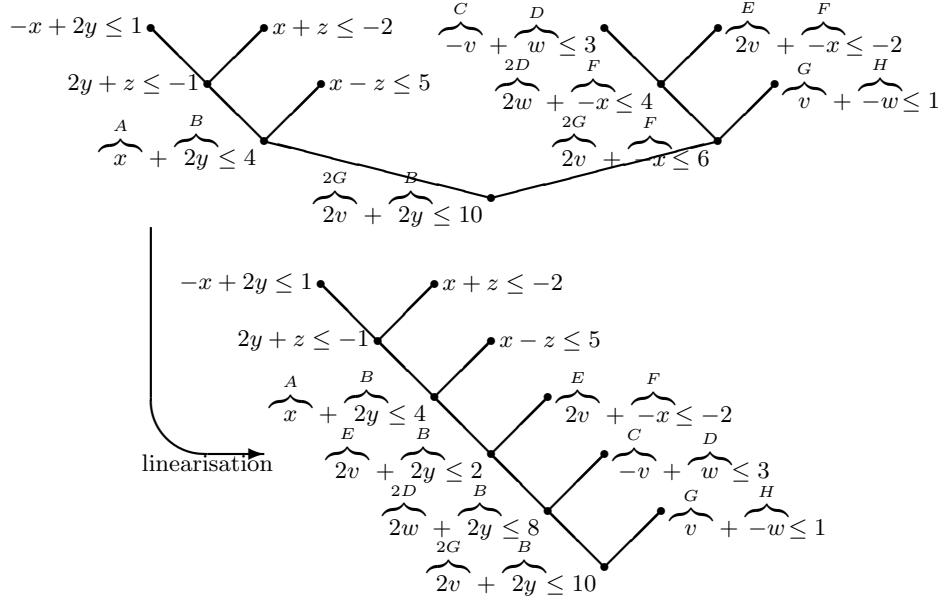 −x + 2y ≤ 1 x + z ≤ −2 C D E F
−v + w ≤ 3 2v + −x ≤ −2
2y + z ≤ −1 x − z ≤ 5 2D F G H
2w + −x ≤ 4 v + −w ≤ 1
A B 2G F
x + 2y ≤ 4 2v + −x ≤ 6
2G B
2v + 2y ≤ 10
−x + 2y ≤ 1 x + z ≤ −2
2y + z ≤ −1 x − z ≤ 5
A B E F
x + 2y ≤ 4 2v + −x ≤ −2
E B C D
2v + 2y ≤ 2 −v + w ≤ 3
linearisation
2D B G H
2w + 2y ≤ 8 v + −w ≤ 1
2G B
2v + 2y ≤ 10